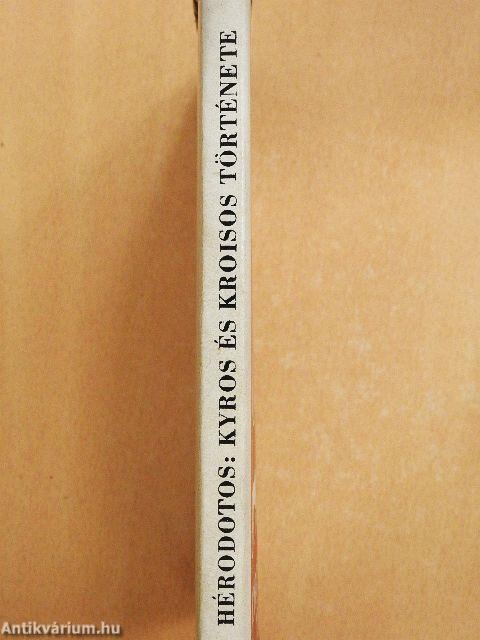 HÉRODOTOS: KYROS ÉS KROISOS TÖRTÉNETE
Antikvárium.hu